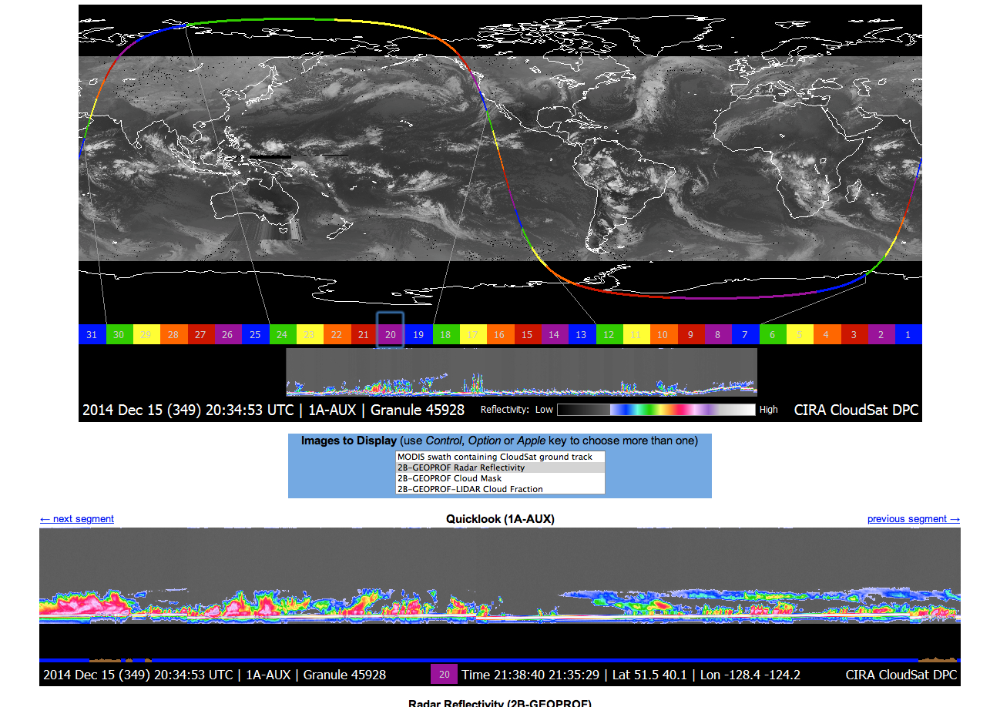 31 30 29 28 27 26 25 24 23 22 21 20 19 18 17 16 15 14 13 12 11 10 9 8 7 6 5 4 3 2 1
2014 Dec 15 (349) 20:34:53 UTC | 1A-AUX | Granule 45928 Reflectivity: Low High CIRA CloudSat DPC
Images to Display (use Control, Option or Apple key to choose more than one)
MODIS swath containing CloudSat ground track
2B-GEOPROF Radar Reflectivity
2B-GEOPROF Cloud Mask
2B-GEOPROF-LIDAR Cloud Fraction
← next segment Quicklook (1A-AUX) previous segment →
2014 Dec 15 (349) 20:34:53 UTC | 1A-AUX | Granule 45928 20 Time 21:38:40 21:35:29 | Lat 51.5 40.1 | Lon -128.4 -124.2 CIRA CloudSat DPC
Radar Reflectivity (2B-GEOPROF)